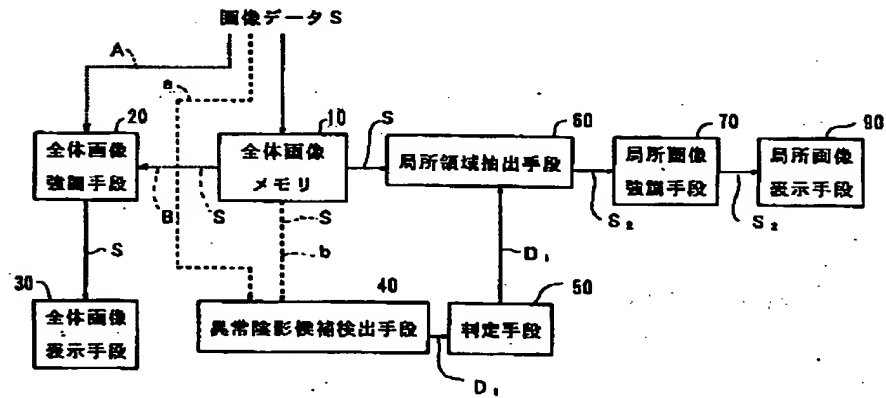 画像データS
A
a
20
10
S
60
70
90
全体画像
強調手段
全体画像
メモリ
局所領域抽出手段
局所画像
強調手段
局所画像
表示手段
B
S
S
b
S₂
S₂
S
D₁
30
40
50
全体画像
表示手段
異常陰影候補検出手段
判定手段
D₁